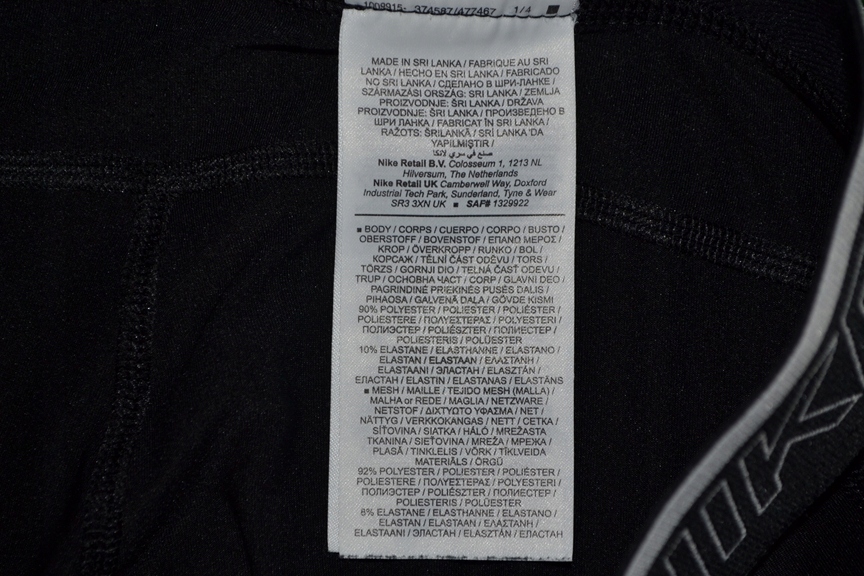 1009915- 374587/477467 1/4
MADE IN SRI LANKA / FABRIQUE AU SRI
LANKA / HECHO EN SRI LANKA / FABRICADO
NO SRI LANKA / СДЕЛАНО В ШРИ-ЛАНКЕ /
SZÁRMAZÁSI ORSZÁG: SRI LANKA / ZEMLJA
PROIZVODNJE: ŠRI LANKA / DRŽAVA
PROIZVODNJE: ŠRI LANKA / ПРОИЗВЕДЕНО В
ШРИ ЛАНКА / FABRICAT ÎN SRI LANKA /
RAŽOTS: ŠRILANKĀ / SRİ LANKA 'DA
YAPILMIŞTIR /
صنع في سري لانكا
Nike Retail B.V. Colosseum 1, 1213 NL
Hilversum, The Netherlands
Nike Retail UK Camberwell Way, Doxford
Industrial Tech Park, Sunderland, Tyne & Wear
SR3 3XN UK ■ SAF# 1329922
■ BODY / CORPS / CUERPO / CORPO / BUSTO /
OBERSTOFF / BOVENSTOF / ΕΠΑΝΩ ΜΕΡΟΣ /
KROP / ÖVERKROPP / RUNKO / BOL /
КОРСАЖ / TĚLNÍ ČÁST ODĚVU / TORS /
TÖRZS / GORNJI DIO / TELNÁ ČASŤ ODEVU /
TRUP / ОСНОВНА ЧАСТ / CORP / GLAVNI DEO /
PAGRINDINĖ PRIEKINĖS PUSĖS DALIS /
PIHAOSA / GALVENĀ DAĻA / GÖVDE KISMI
90% POLYESTER / POLIESTER / POLIÉSTER /
POLIESTERE / ΠΟΛΥΕΣΤΕΡΑΣ / POLYESTERI /
ПОЛИЭСТЕР / POLIÉSZTER / ПОЛИЕСТЕР /
POLIESTERIS / POLÜESTER
10% ELASTANE / ELASTHANNE / ELASTANO /
ELASTAN / ELASTAAN / ΕΛΑΣΤΑΝΗ /
ELASTAANI / ЭЛАСТАН / ELASZTÁN /
ЕЛАСТАН / ELASTIN / ELASTANAS / ELASTĀNS
■ MESH / MAILLE / TEJIDO MESH (MALLA) /
MALHA or REDE / MAGLIA / NETZWARE /
NETSTOF / ΔΙΧΤΥΩΤΟ ΥΦΑΣΜΑ / NET /
NÄTTYG / VERKKOKANGAS / NETT / СЕТКА /
SÍŤOVINA / SIATKA / HÁLÓ / MREŽASTA
TKANINA / SIEŤOVINA / MREŽA / МРЕЖА /
PLASĂ / TINKLELIS / VÕRK / TĪKLVEIDA
MATERIĀLS / ÖRGÜ
92% POLYESTER / POLIESTER / POLIÉSTER /
POLIESTERE / ΠΟΛΥΕΣΤΕΡΑΣ / POLYESTERI /
ПОЛИЭСТЕР / POLIÉSZTER / ПОЛИЕСТЕР /
POLIESTERIS / POLÜESTER
8% ELASTANE / ELASTHANNE / ELASTANO /
ELASTAN / ELASTAAN / ΕΛΑΣΤΑΝΗ /
ELASTAANI / ЭЛАСТАН / ELASZTÁN / ЕЛАСТАН